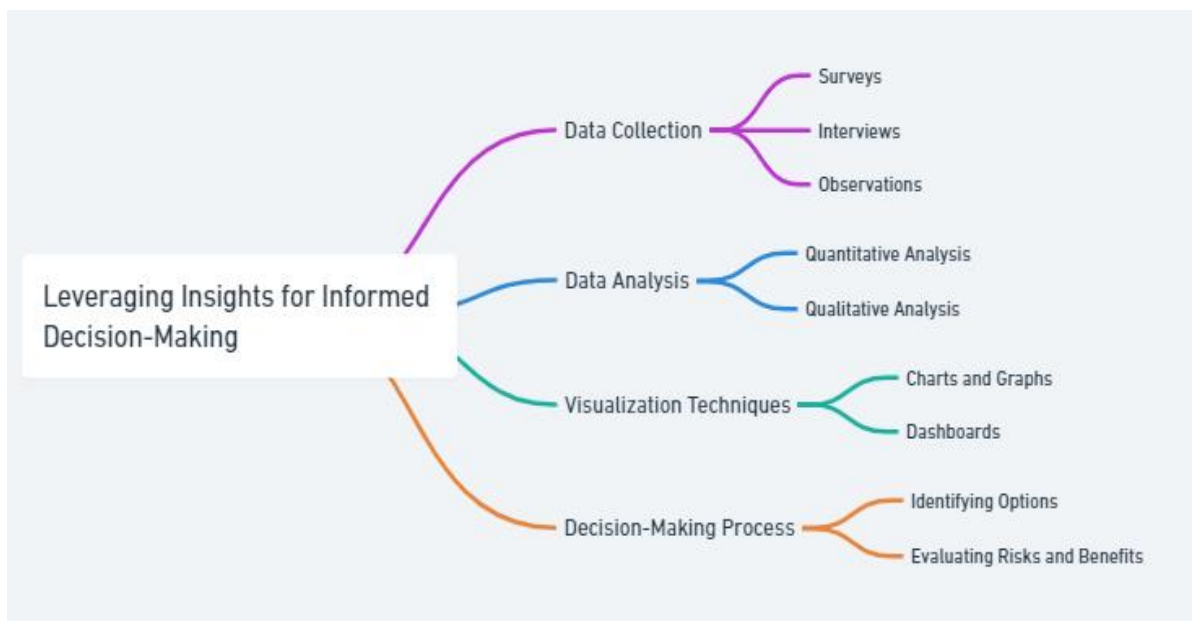 Leveraging Insights for Informed
Decision-Making
Data Collection
Surveys
Interviews
Observations
Data Analysis
Quantitative Analysis
Qualitative Analysis
Visualization Techniques
Charts and Graphs
Dashboards
Decision-Making Process
Identifying Options
Evaluating Risks and Benefits